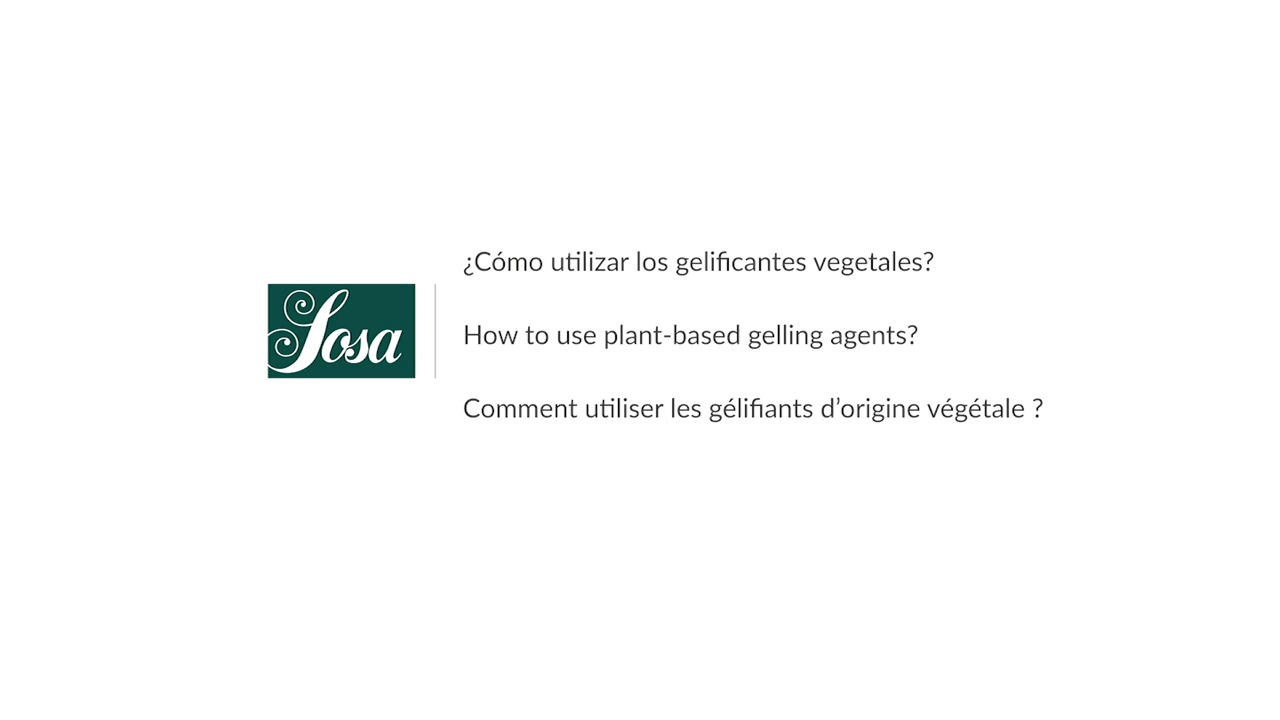 Sosa
¿Cómo utilizar los gelificantes vegetales?
How to use plant-based gelling agents?
Comment utiliser les gélifiants d’origine végétale ?